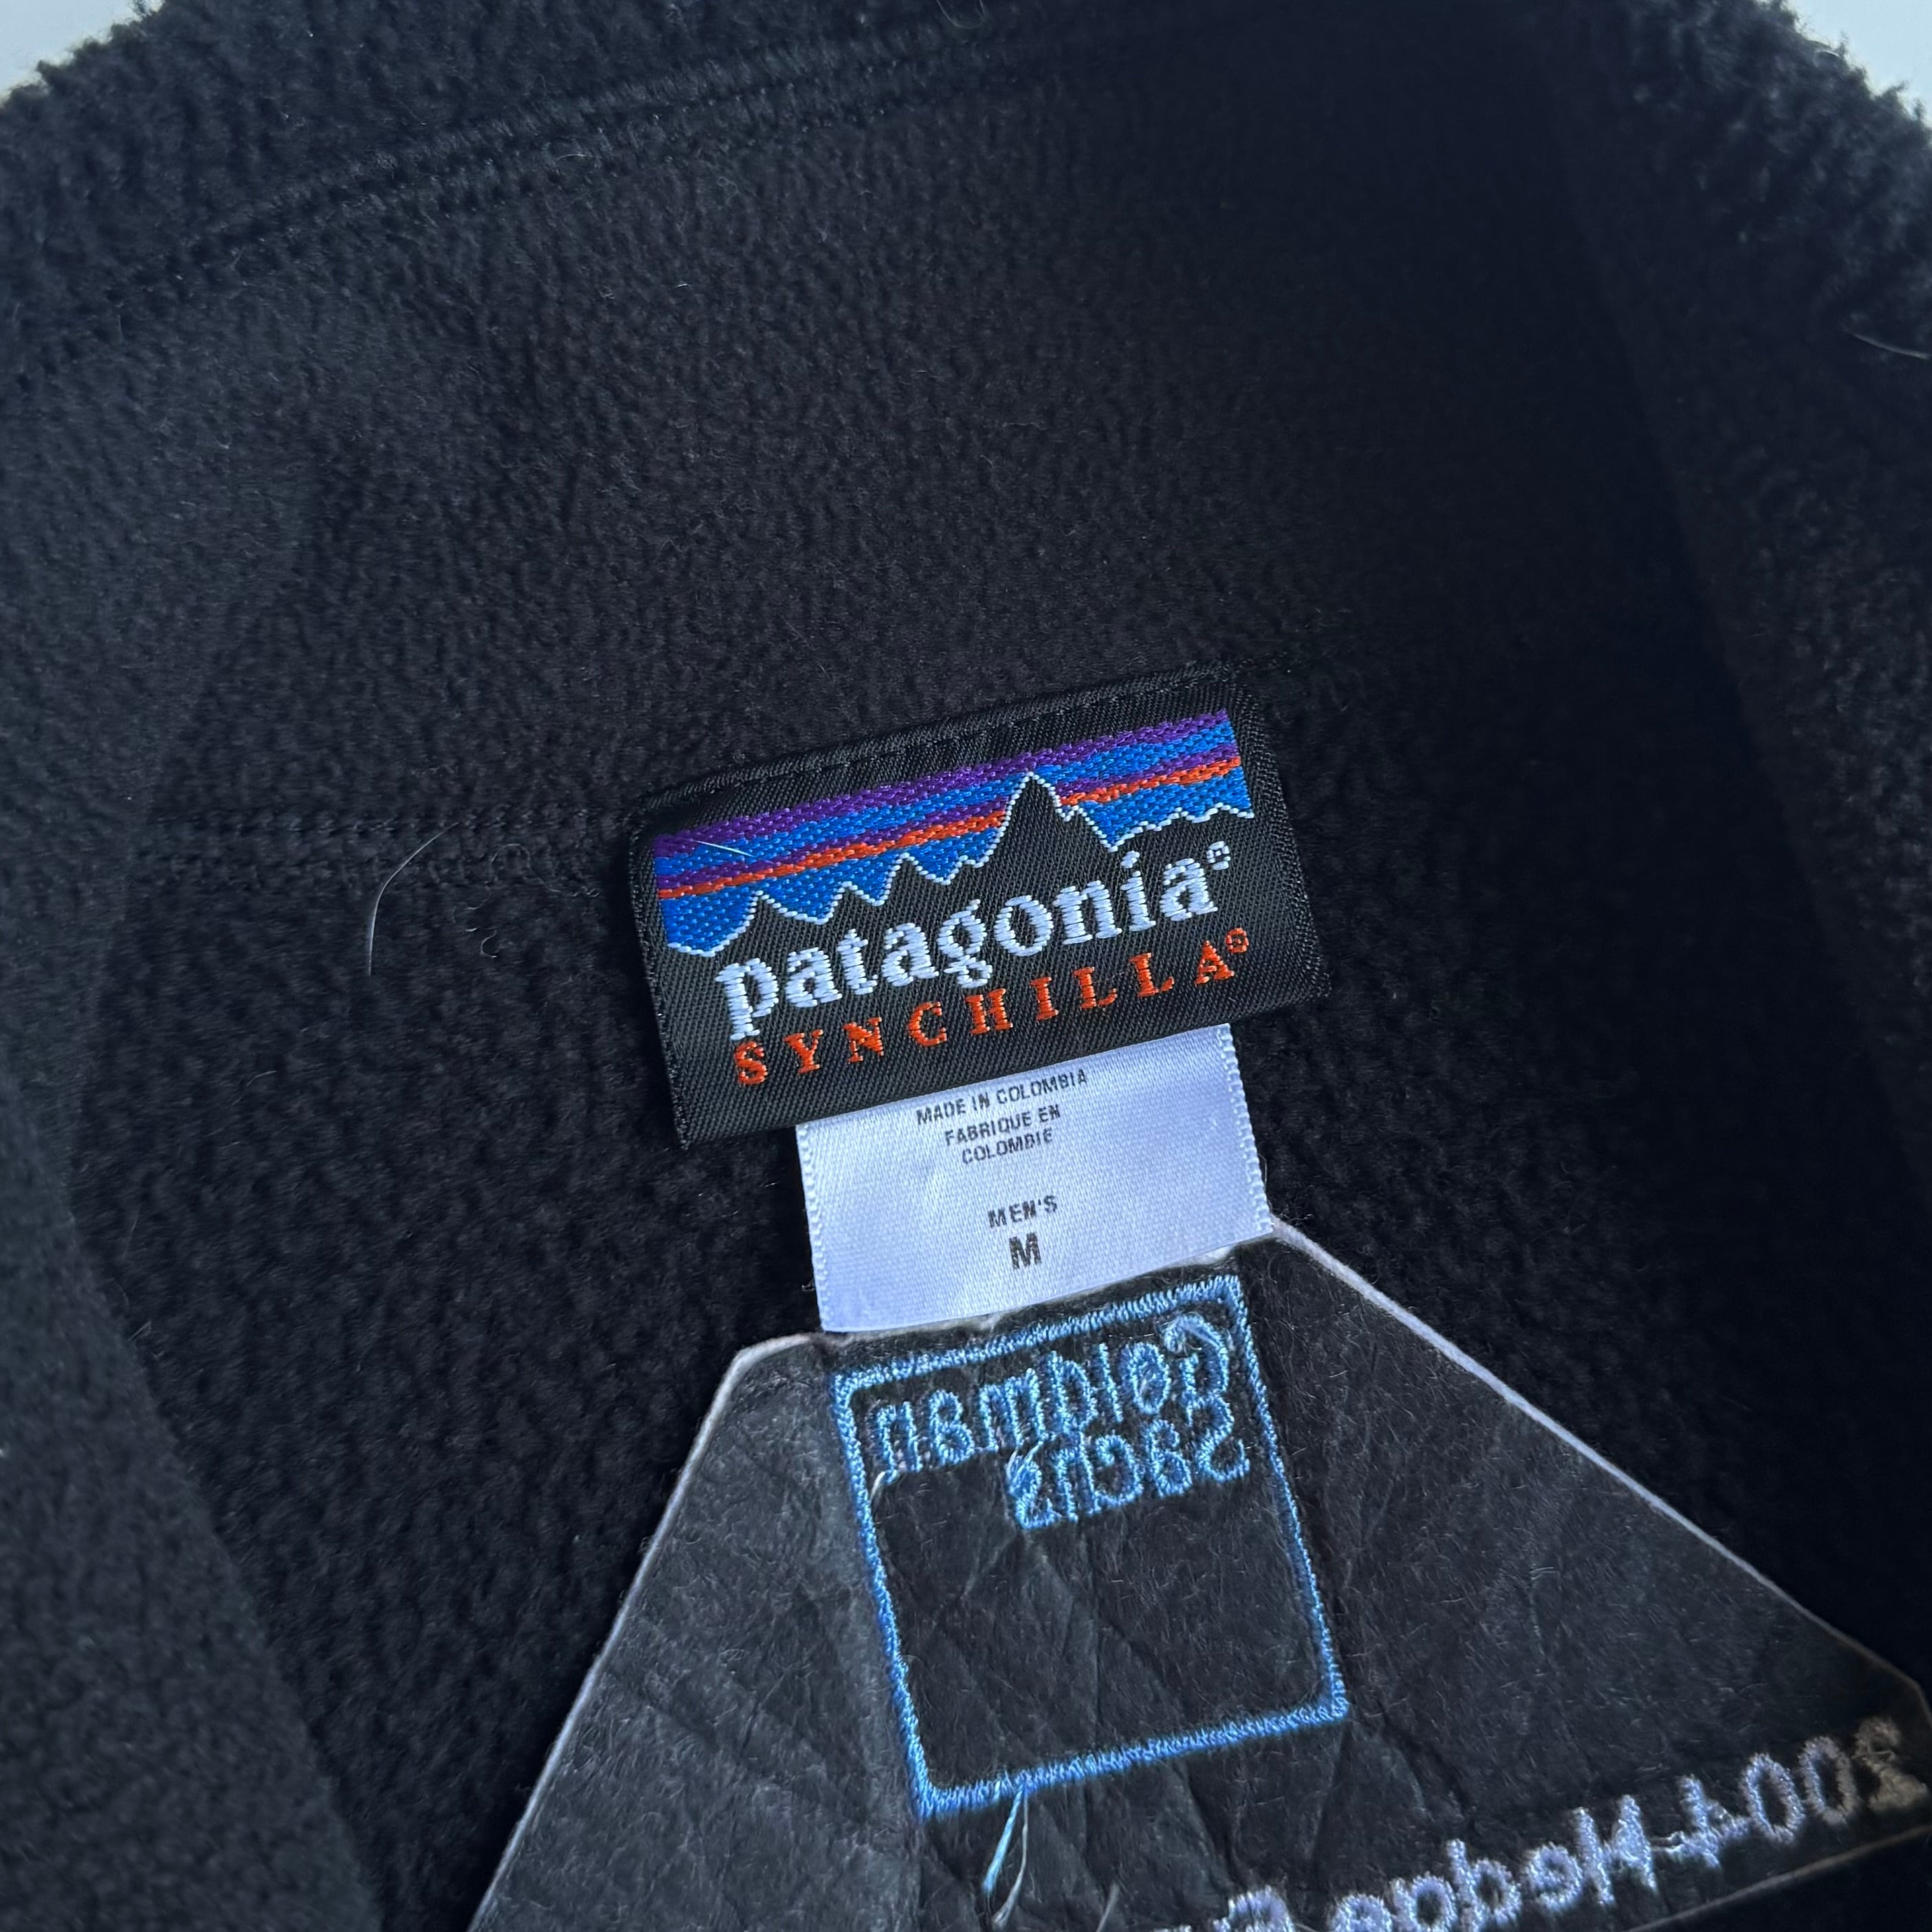 patagonia®
SYNCHILLA®
MADE IN COLOMBIA
FABRIQUE EN
COLOMBIE
MEN'S
M
Goldman
Sachs
2004 Hedge